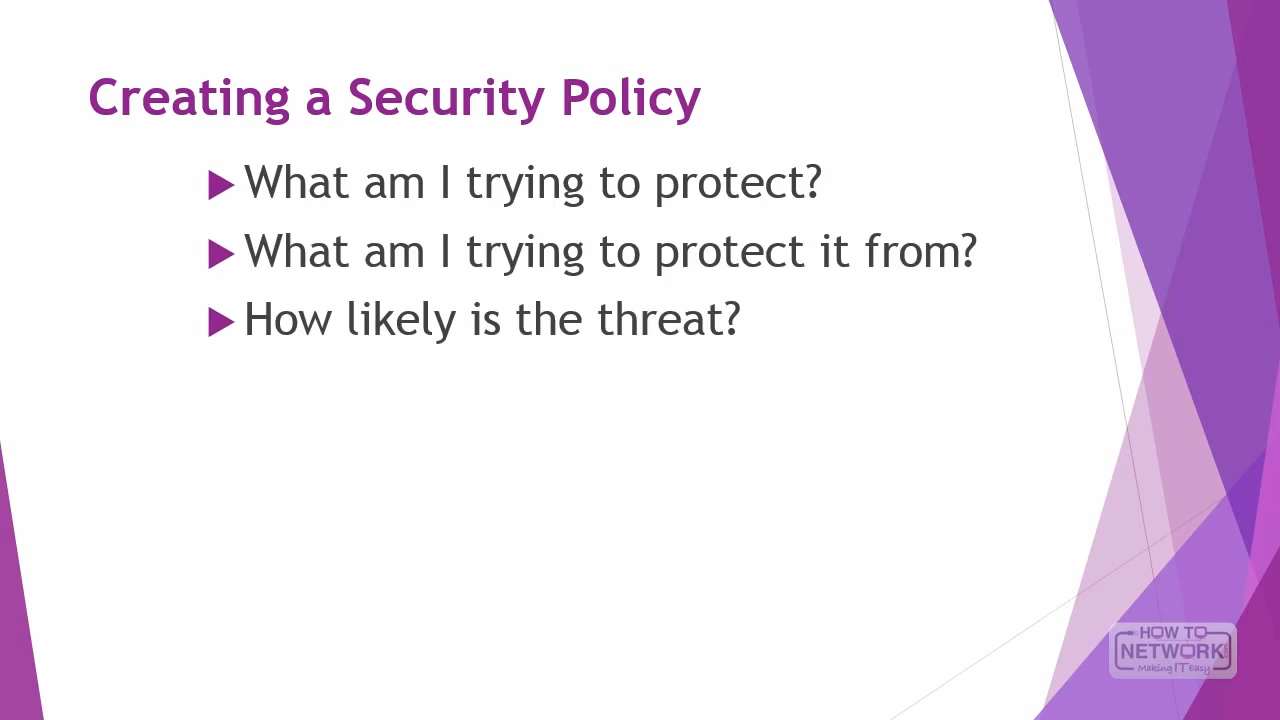 Creating a Security Policy
What am I trying to protect?
What am I trying to protect it from?
How likely is the threat?
HOW TO
NETWORK
Making IT Easy